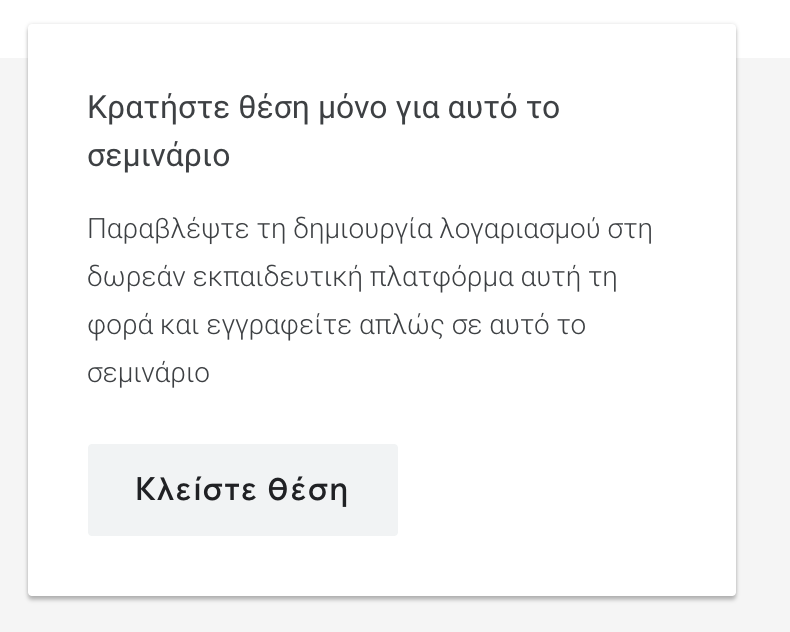 Κρατήστε θέση μόνο για αυτό το
σεμινάριο
Παραβλέψτε τη δημιουργία λογαριασμού στη
δωρεάν εκπαιδευτική πλατφόρμα αυτή τη
φορά και εγγραφείτε απλώς σε αυτό το
σεμινάριο
Κλείστε θέση